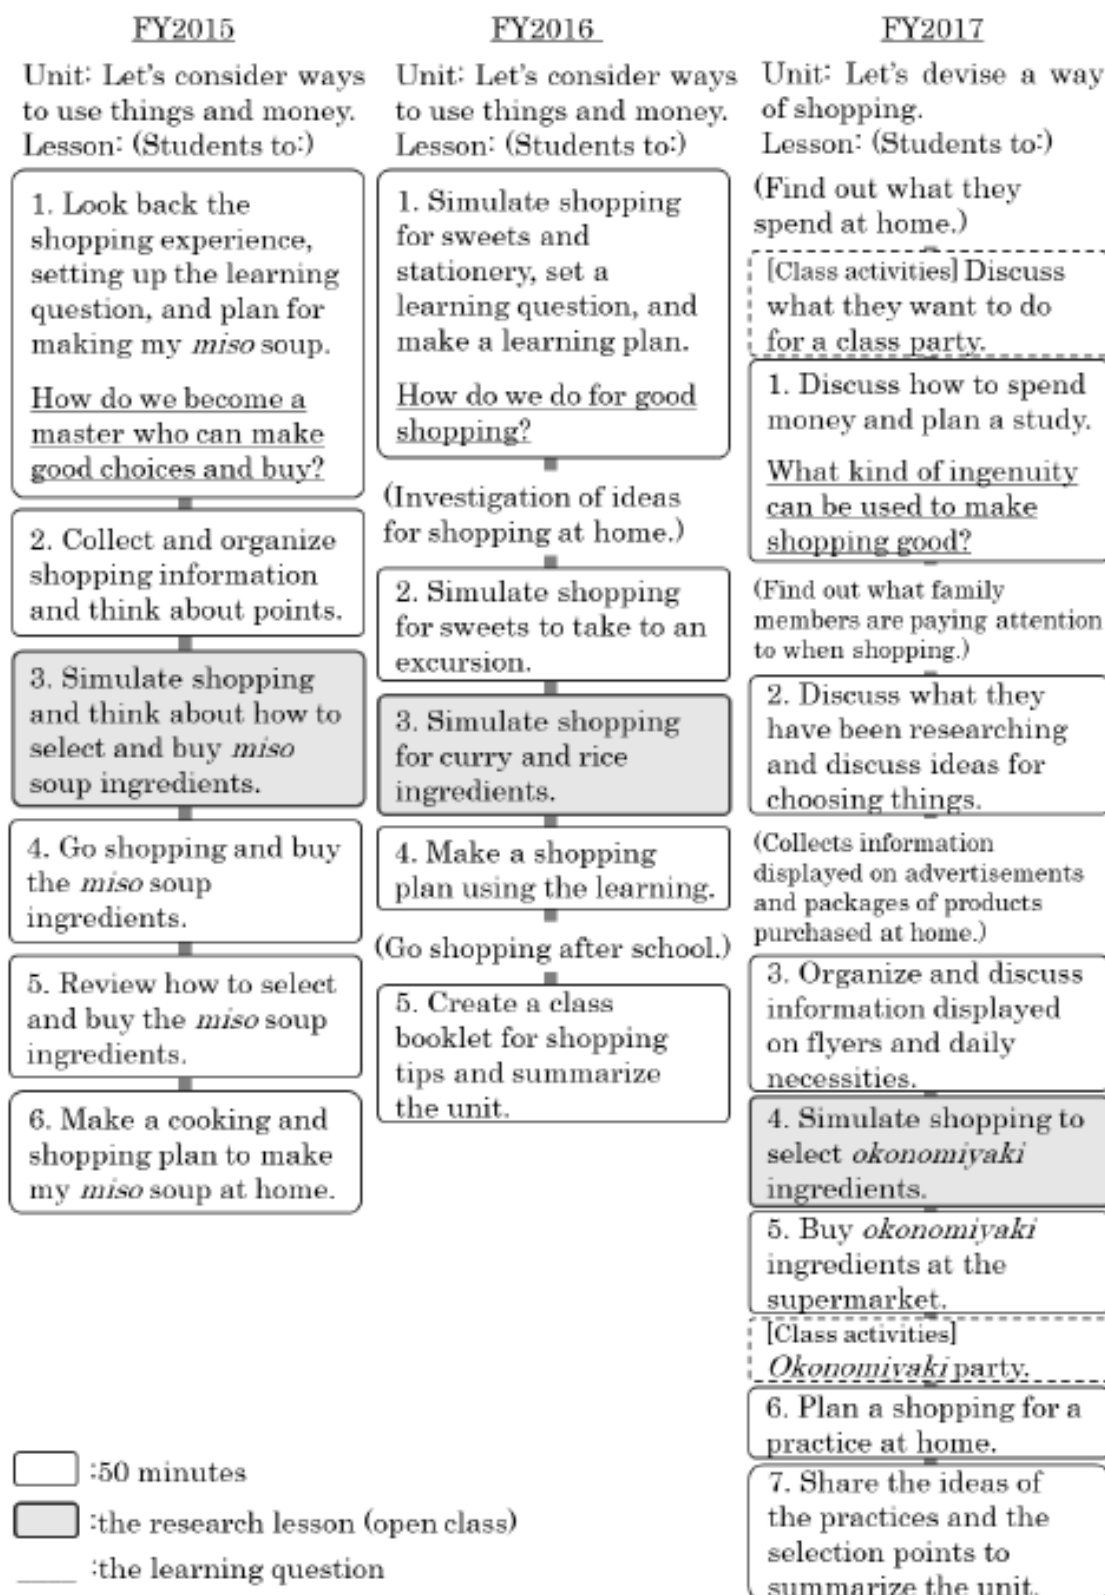 FY2015
Unit: Let's consider ways
to use things and money.
Lesson: (Students to:)
1. Look back the
shopping experience,
setting up the learning
question, and plan for
making my miso soup.
How do we become a
master who can make
good choices and buy?
2. Collect and organize
shopping information
and think about points.
3. Simulate shopping
and think about how to
select and buy miso
soup ingredients.
4. Go shopping and buy
the miso soup
ingredients.
5. Review how to select
and buy the miso soup
ingredients.
6. Make a cooking and
shopping plan to make
my miso soup at home.
FY2016
Unit: Let's consider ways
to use things and money.
Lesson: (Students to:)
1. Simulate shopping
for sweets and
stationery, set a
learning question, and
make a learning plan.
How do we do for good
shopping?
(Investigation of ideas
for shopping at home.)
2. Simulate shopping
for sweets to take to an
excursion.
3. Simulate shopping
for curry and rice
ingredients.
4. Make a shopping
plan using the learning.
(Go shopping after school.)
5. Create a class
booklet for shopping
tips and summarize
the unit.
FY2017
Unit: Let's devise a way
of shopping.
Lesson: (Students to:)
(Find out what they
spend at home.)
[Class activities] Discuss
what they want to do
for a class party.
1. Discuss how to spend
money and plan a study.
What kind of ingenuity
can be used to make
shopping good?
(Find out what family
members are paying attention
to when shopping.)
2. Discuss what they
have been researching
and discuss ideas for
choosing things.
(Collects information
displayed on advertisements
and packages of products
purchased at home.)
3. Organize and discuss
information displayed
on flyers and daily
necessities.
4. Simulate shopping to
select okonomiyaki
ingredients.
5. Buy okonomiyaki
ingredients at the
supermarket.
[Class activities]
Okonomiyaki party.
6. Plan a shopping for a
practice at home.
7. Share the ideas of
the practices and the
selection points to
summarize the unit.
:50 minutes
:the research lesson (open class)
:the learning question